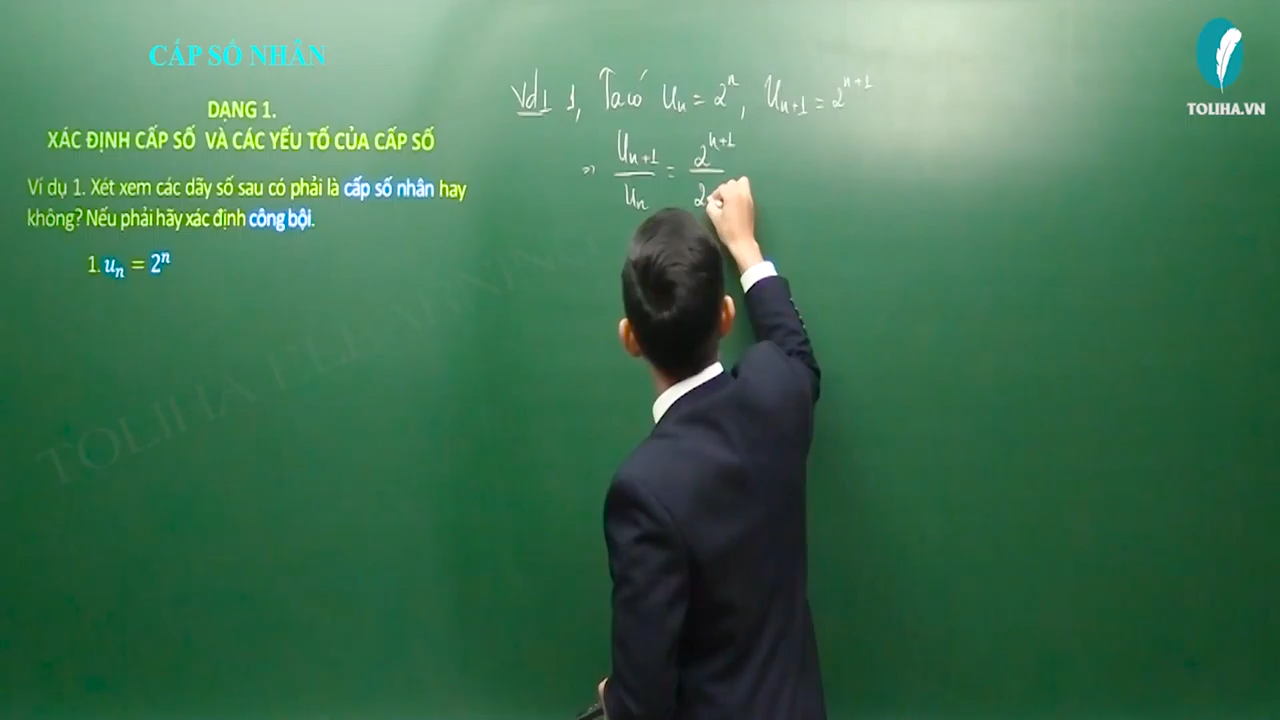 CẤP SỐ NHÂN
TOLIHA.VN
DẠNG 1.
XÁC ĐỊNH CẤP SỐ VÀ CÁC YẾU TỐ CỦA CẤP SỐ
Ví dụ 1. Xét xem các dãy số sau có phải là cấp số nhân hay
không? Nếu phải hãy xác định công bội.
1. uₙ = 2ⁿ
Vd1 1, Ta có uₙ = 2ⁿ, uₙ₊₁ = 2ⁿ⁺¹
=> uₙ₊₁/uₙ = 2ⁿ⁺¹/2
TOLIHA ELEARNING